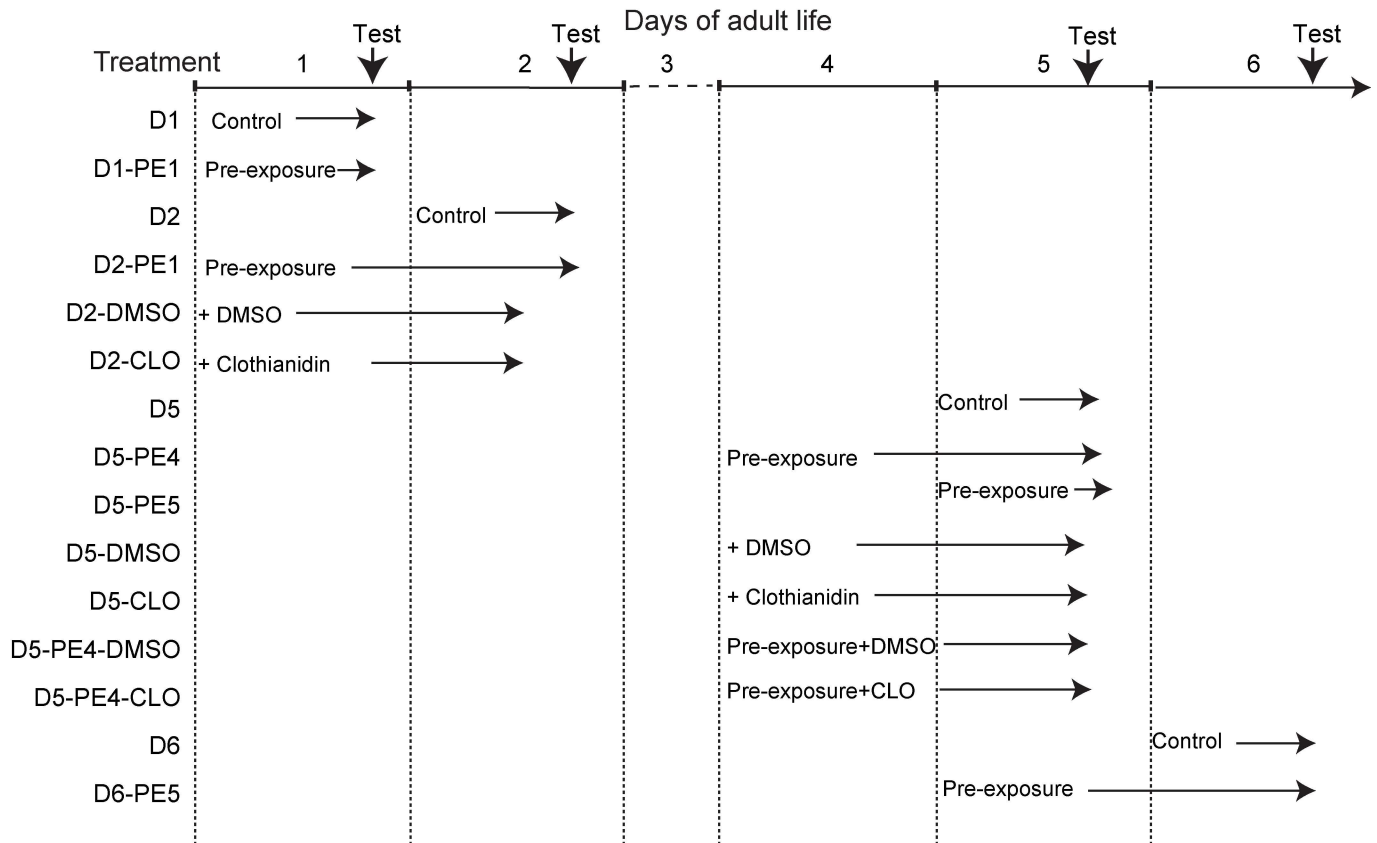 Days of adult life
Test Test Test Test
Treatment 1 2 3 4 5 6
D1 Control
D1-PE1 Pre-exposure
D2 Control
D2-PE1 Pre-exposure
D2-DMSO + DMSO
D2-CLO + Clothianidin
D5 Control
D5-PE4 Pre-exposure
D5-PE5 Pre-exposure
D5-DMSO + DMSO
D5-CLO + Clothianidin
D5-PE4-DMSO Pre-exposure+DMSO
D5-PE4-CLO Pre-exposure+CLO
D6 Control
D6-PE5 Pre-exposure